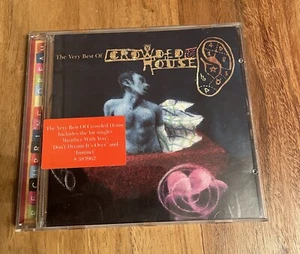 The Very Best Of
CROWDED
HOUSE
The Very Best Of Crowded House
Includes the hit singles
'Weather With You',
'Don't Dream It's Over' and
'Instinct'